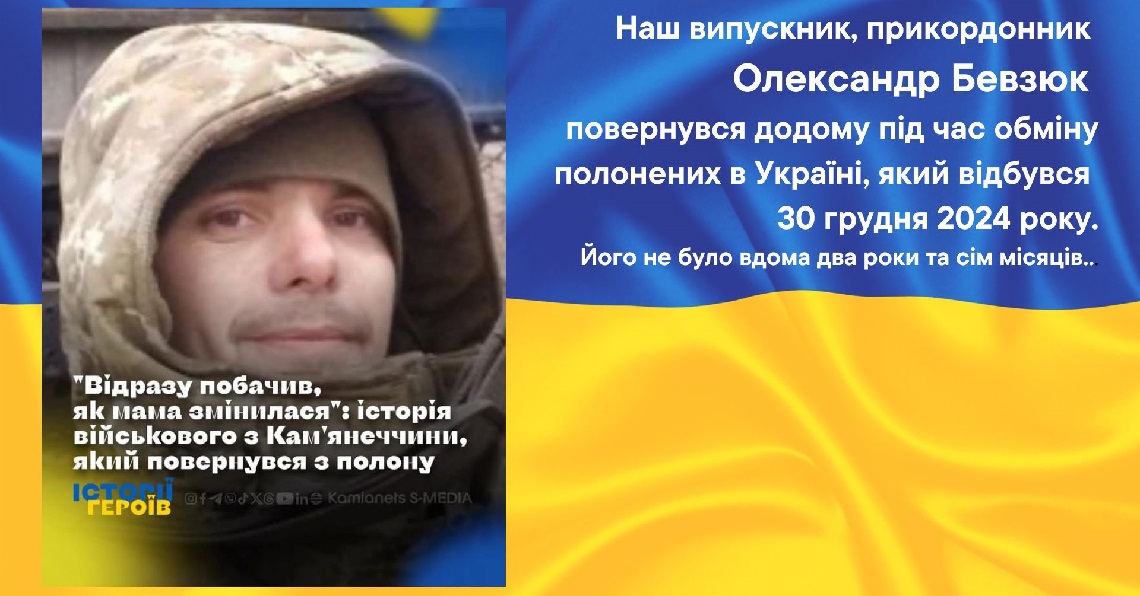 Наш випускник, прикордонник
Олександр Бевзюк
повернувся додому під час обміну
полонених в Україні, який відбувся
30 грудня 2024 року.
Його не було вдома два роки та сім місяців...
"Відразу побачив,
як мама змінилася": історія
військового з Кам'янеччини,
який повернувся з полону
ІСТОРІЇ
ГЕРОЇВ
Kamianets S-MEDIA